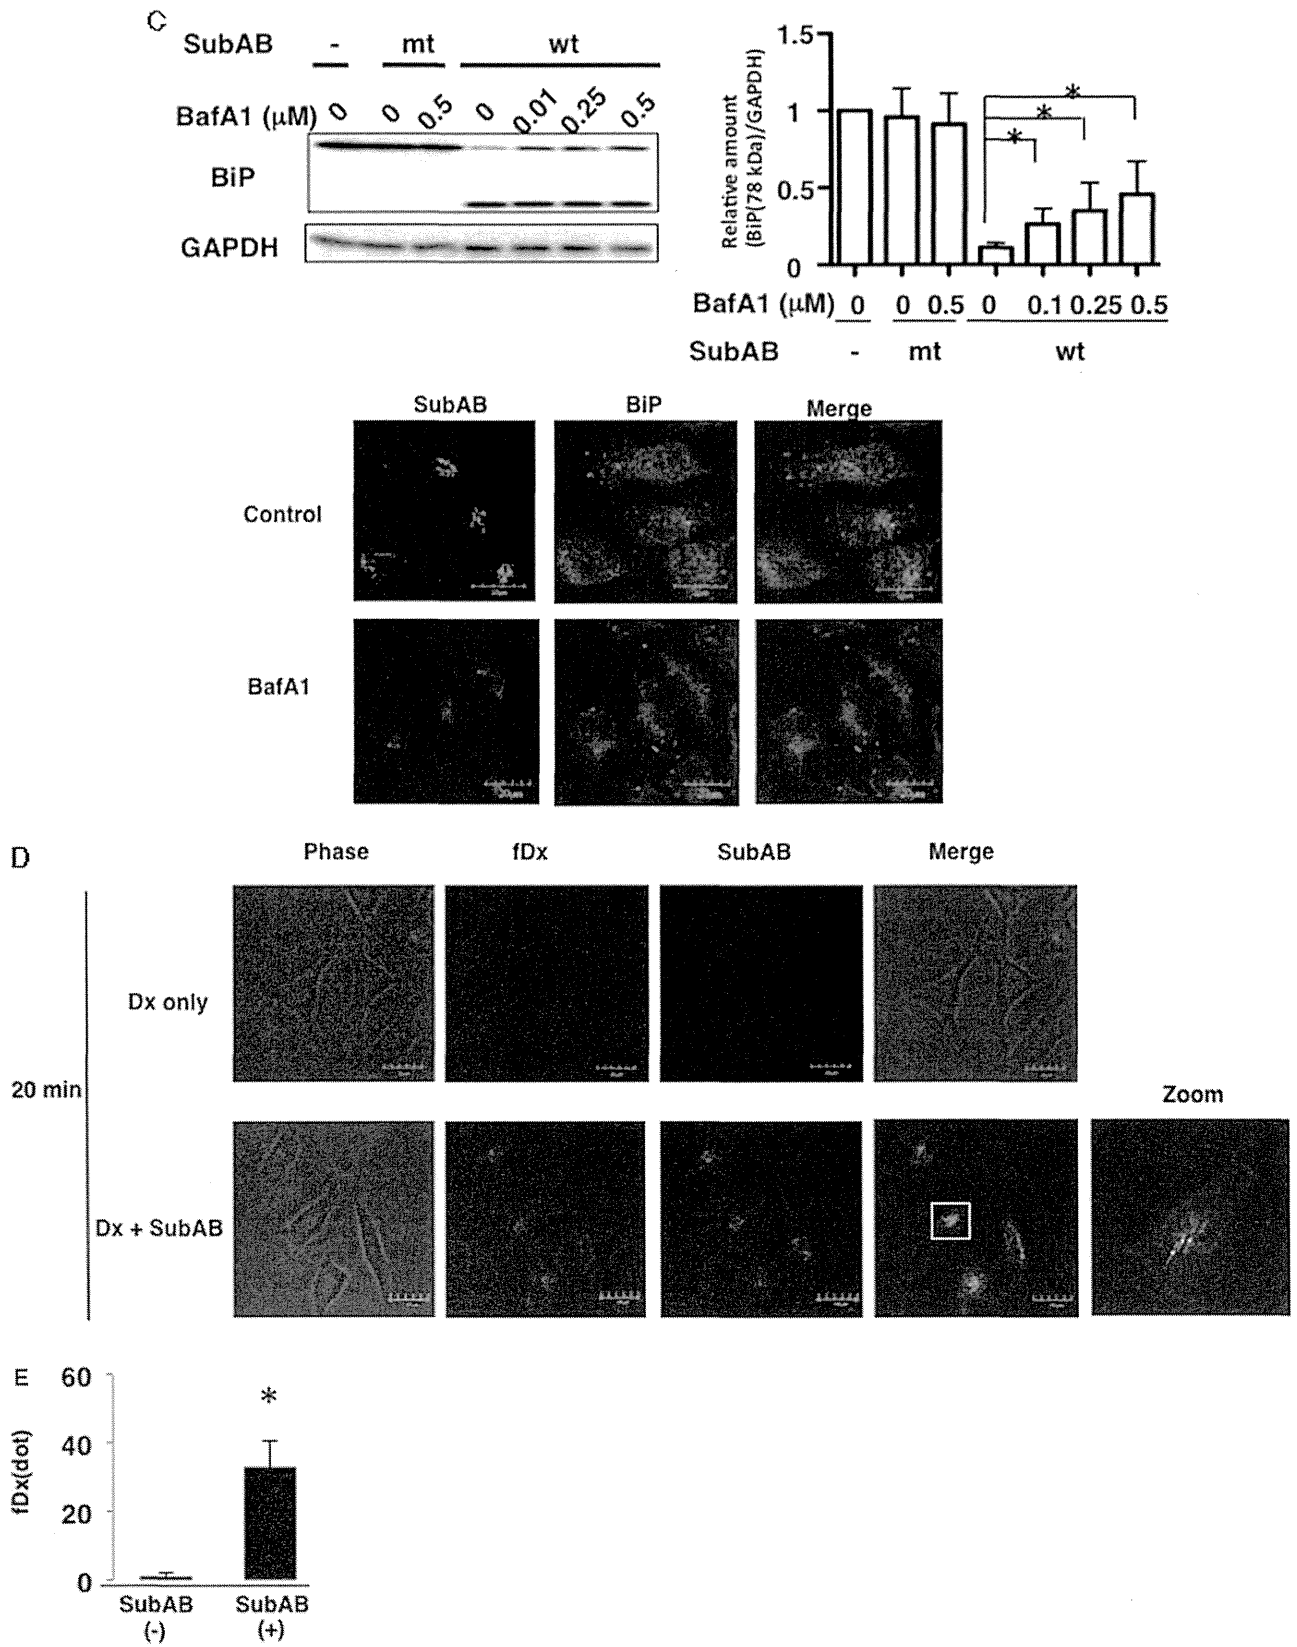 C
SubAB - mt wt
BafA1 (μM) 0 0 0.5 0 0.01 0.25 0.5
BiP
GAPDH
Relative amount
(BiP(78 kDa)/GAPDH)
1.5
1
0.5
0
* * *
BafA1 (μM) 0 0 0.5 0 0.1 0.25 0.5
SubAB - mt wt
SubAB BiP Merge
Control
BafA1
D
Phase fDx SubAB Merge
Dx only
20 min
Zoom
Dx + SubAB
E
fDx(dot)
60
40
20
0
*
SubAB SubAB
(-) (+)